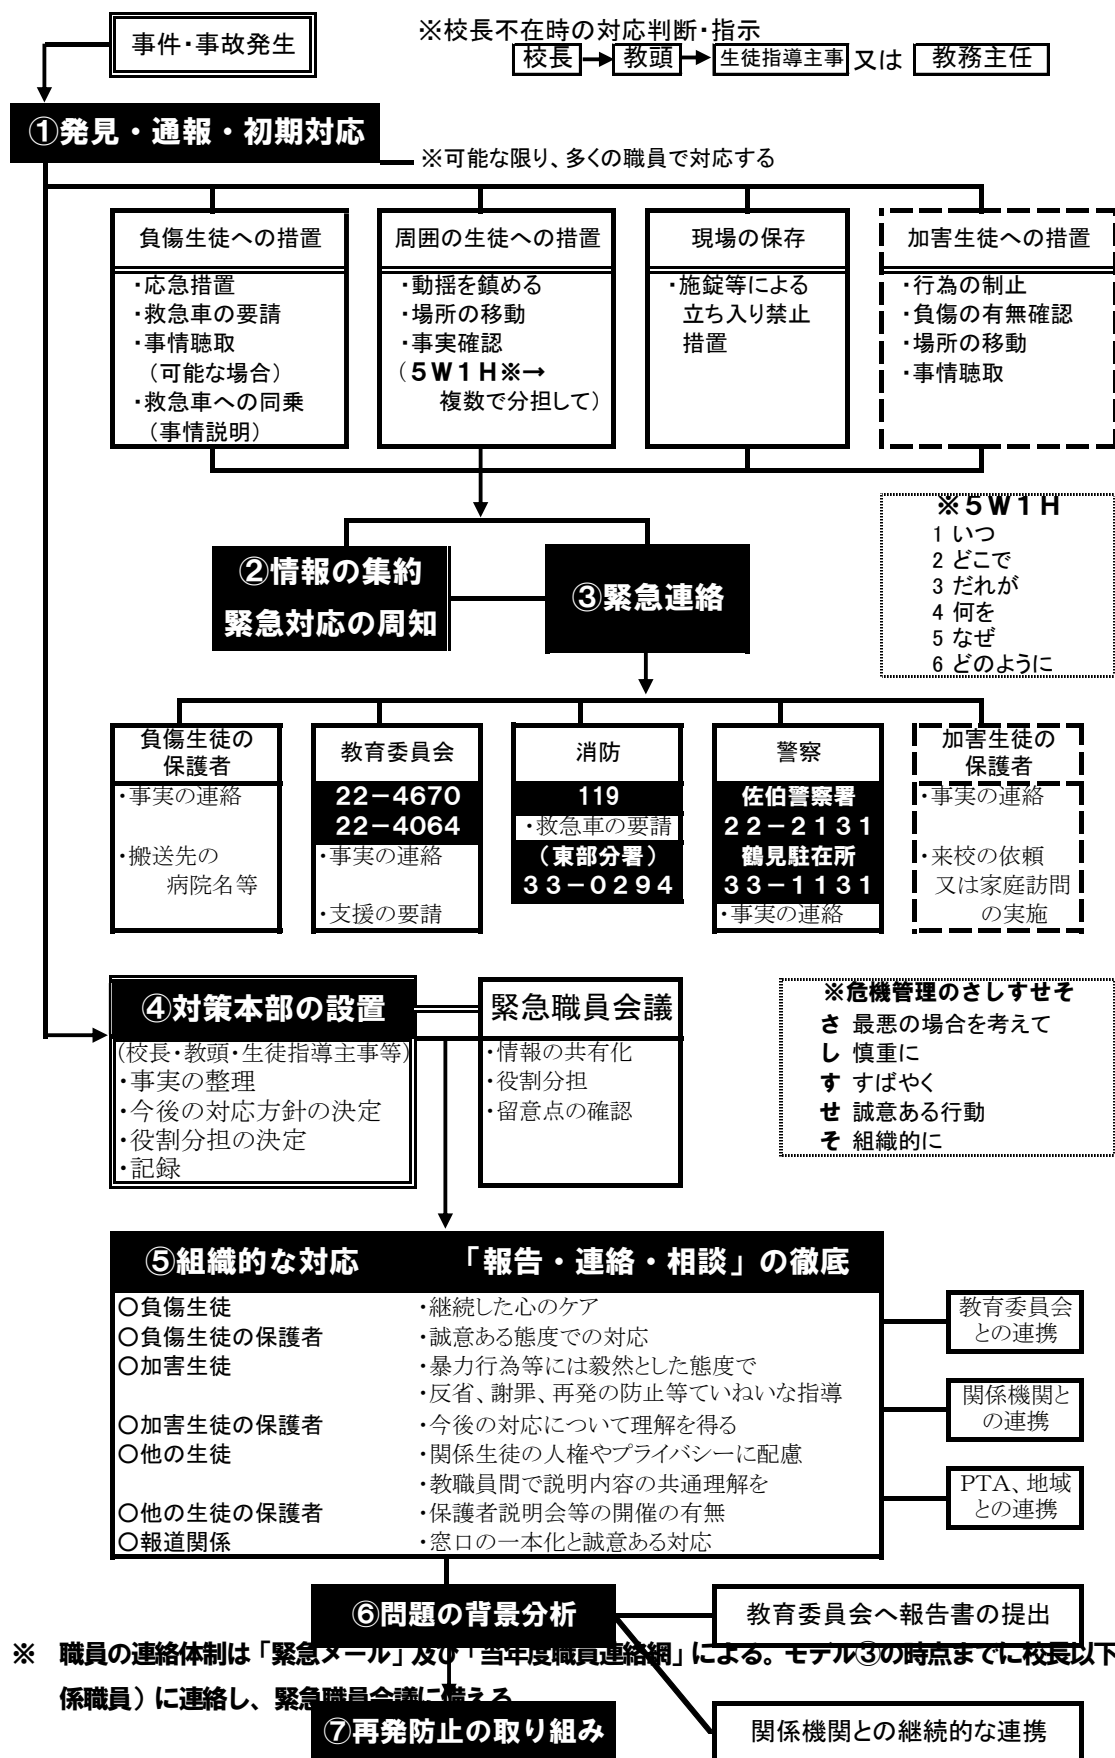 事件・事故発生
※校長不在時の対応判断・指示
校長 教頭 生徒指導主事 又は 教務主任
①発見・通報・初期対応
※可能な限り、多くの職員で対応する
負傷生徒への措置
・応急措置
・救急車の要請
・事情聴取
（可能な場合）
・救急車への同乗
（事情説明）
周囲の生徒への措置
・動揺を鎮める
・場所の移動
・事実確認
（５Ｗ１Ｈ※→
複数で分担して）
現場の保存
・施錠等による
立ち入り禁止
措置
加害生徒への措置
・行為の制止
・負傷の有無確認
・場所の移動
・事情聴取
※５Ｗ１Ｈ
1 いつ
2 どこで
3 だれが
4 何を
5 なぜ
6 どのように
②情報の集約
緊急対応の周知
③緊急連絡
負傷生徒の
保護者
・事実の連絡
・搬送先の
病院名等
教育委員会
22－4670
22－4064
・事実の連絡
・支援の要請
消防
119
・救急車の要請
（東部分署）
３３－０２９４
警察
佐伯警察署
２２－２１３１
鶴見駐在所
３３－１１３１
・事実の連絡
加害生徒の
保護者
・事実の連絡
・来校の依頼
又は家庭訪問
の実施
④対策本部の設置
(校長・教頭・生徒指導主事等)
・事実の整理
・今後の対応方針の決定
・役割分担の決定
・記録
緊急職員会議
・情報の共有化
・役割分担
・留意点の確認
※危機管理のさしすせそ
さ 最悪の場合を考えて
し 慎重に
す すばやく
せ 誠意ある行動
そ 組織的に
⑤組織的な対応 「報告・連絡・相談」の徹底
○負傷生徒 ・継続した心のケア
○負傷生徒の保護者 ・誠意ある態度での対応
○加害生徒 ・暴力行為等には毅然とした態度で
・反省、謝罪、再発の防止等ていねいな指導
○加害生徒の保護者 ・今後の対応について理解を得る
○他の生徒 ・関係生徒の人権やプライバシーに配慮
・教職員間で説明内容の共通理解を
○他の生徒の保護者 ・保護者説明会等の開催の有無
○報道関係 ・窓口の一本化と誠意ある対応
教育委員会
との連携
関係機関と
の連携
PTA、地域
との連携
⑥問題の背景分析
教育委員会へ報告書の提出
※ 職員の連絡体制は「緊急メール」及び「当年度職員連絡網」による。モデル③の時点までに校長以下
係職員）に連絡し、緊急職員会議に備える
⑦再発防止の取り組み
関係機関との継続的な連携